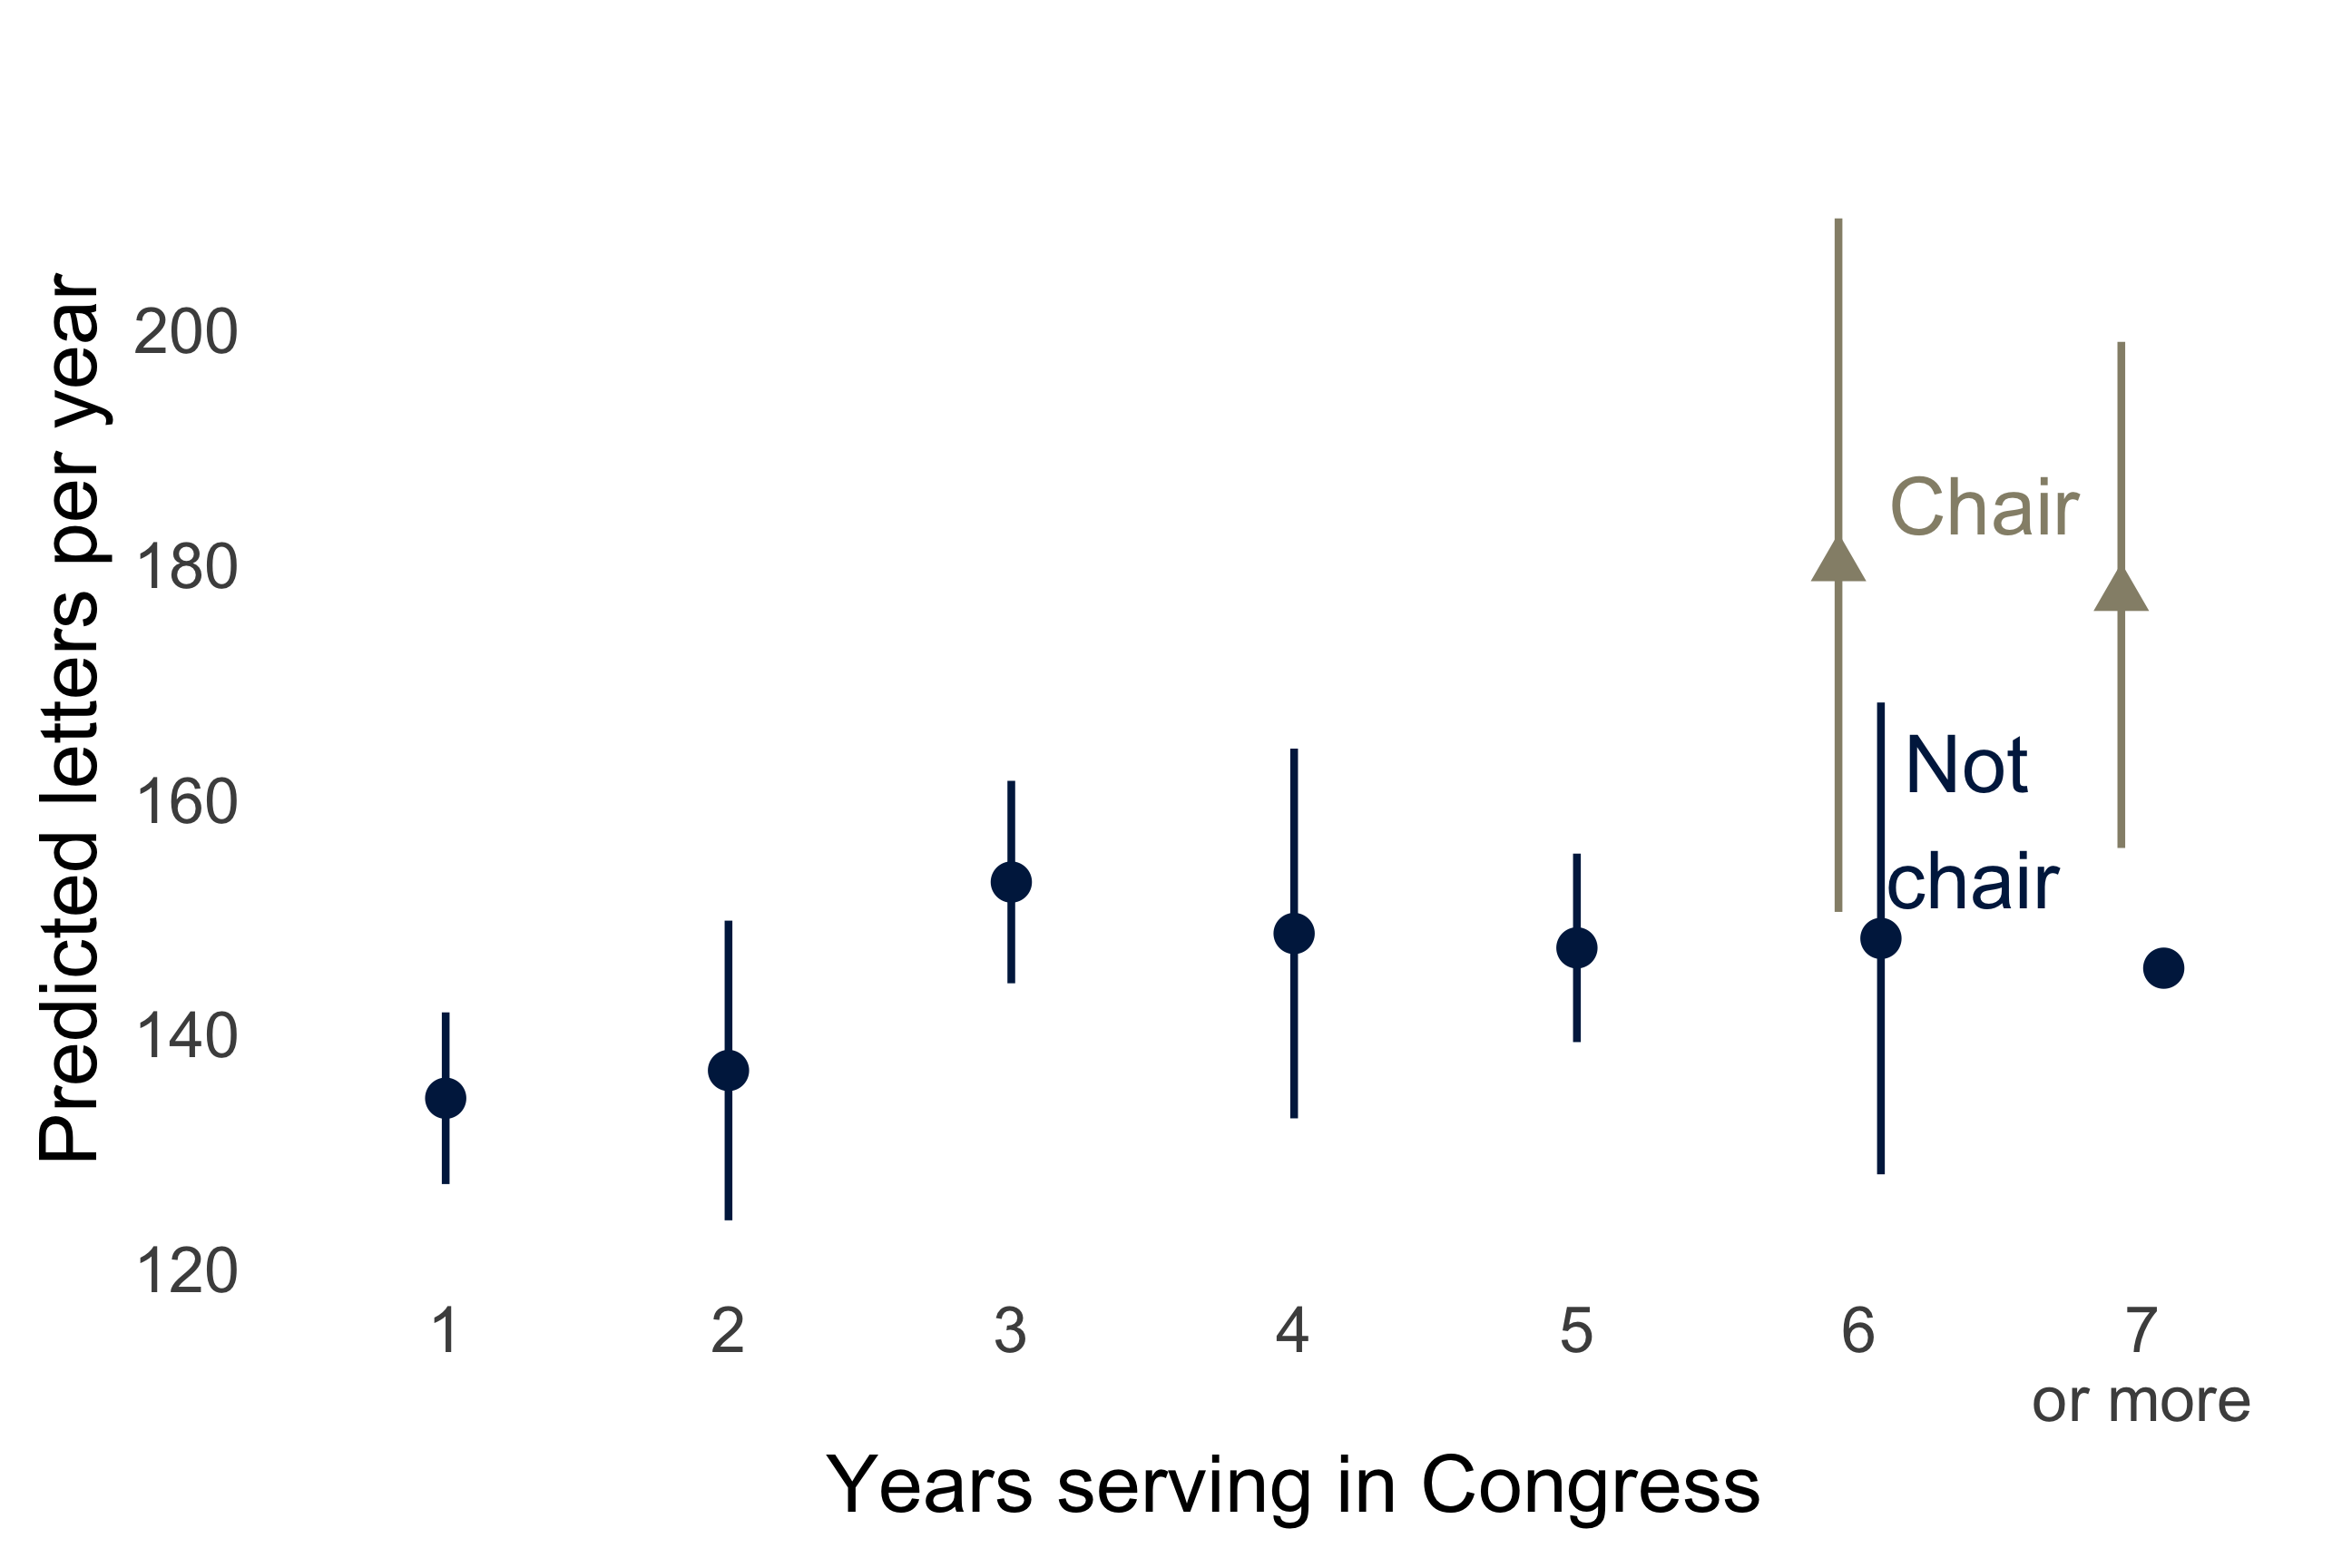 Predicted letters per year
200
180
160
140
120
Chair
Not
chair
1 2 3 4 5 6 7
or more
Years serving in Congress